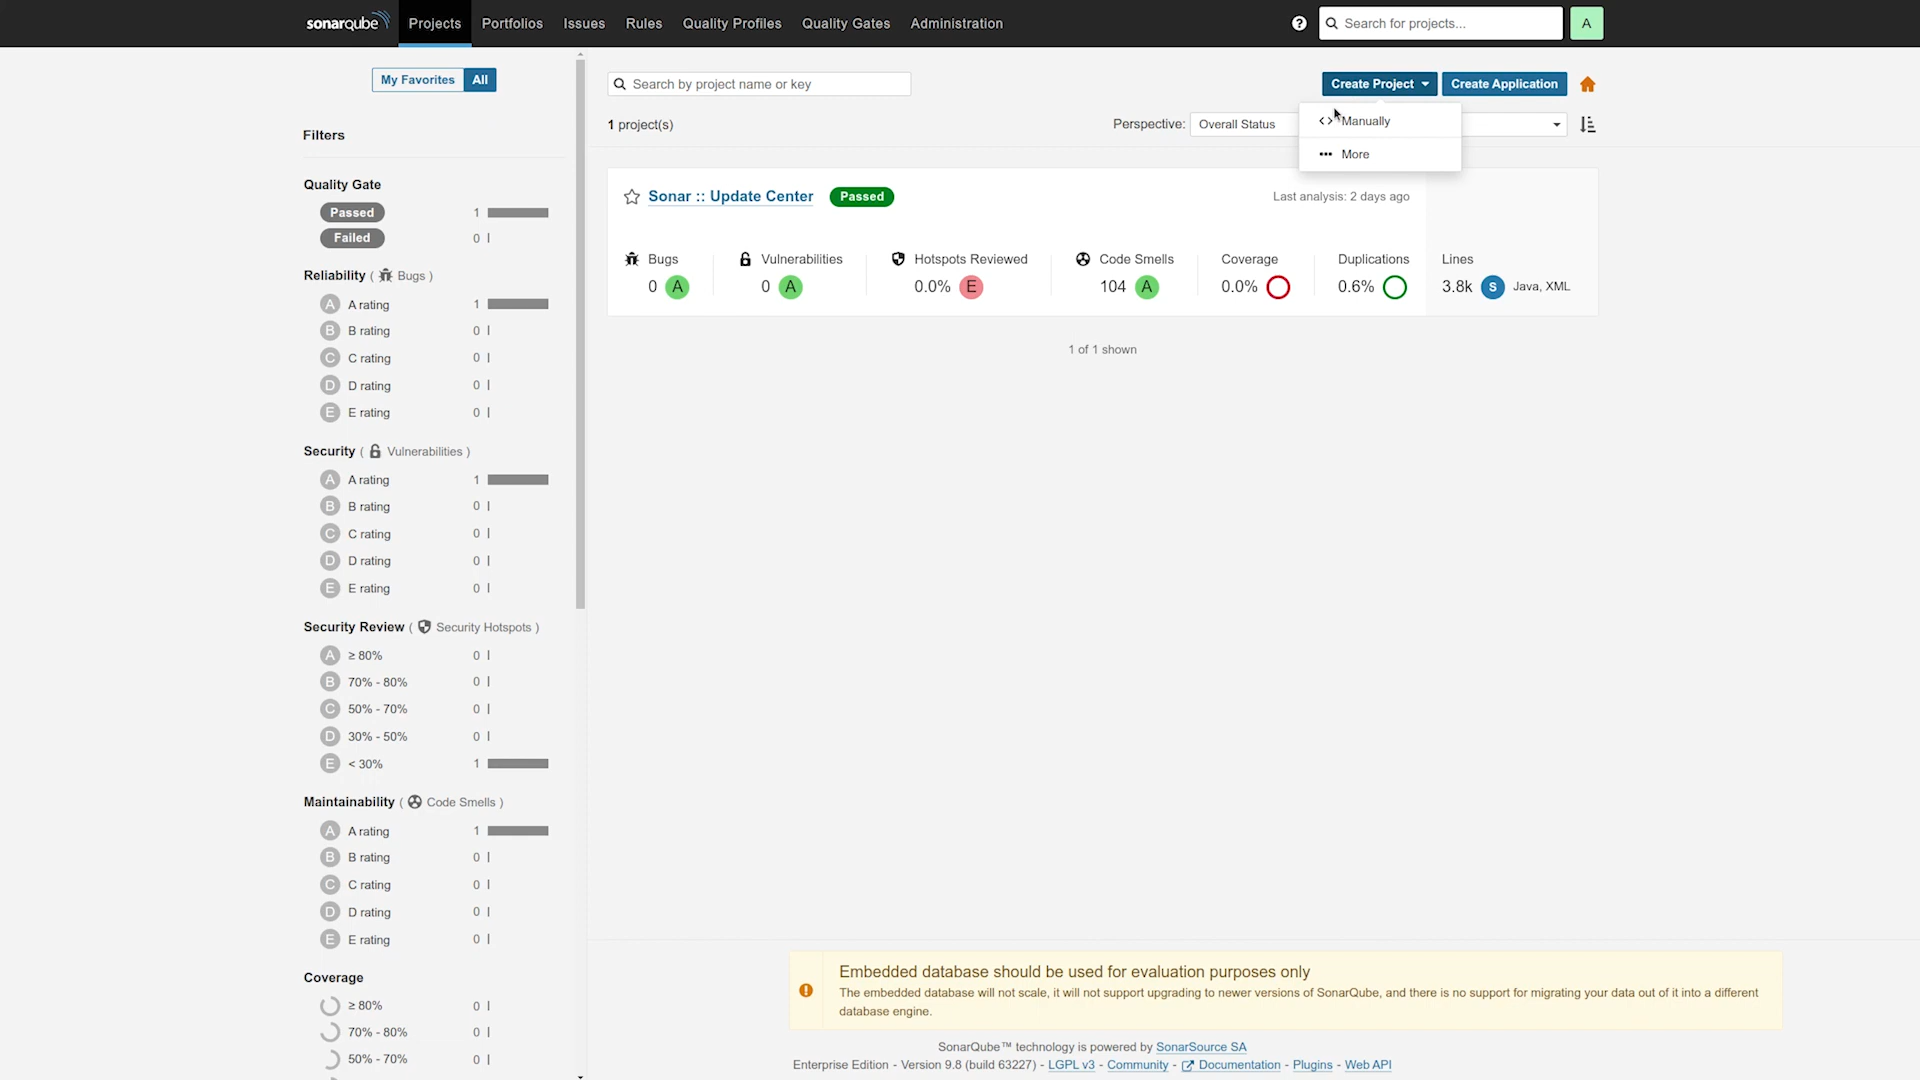 sonarqube Projects Portfolios Issues Rules Quality Profiles Quality Gates Administration ? Search for projects... A
My Favorites All
Filters
Quality Gate
Passed 1
Failed 0
Reliability ( Bugs )
A A rating 1
B B rating 0
C C rating 0
D D rating 0
E E rating 0
Security ( Vulnerabilities )
A A rating 1
B B rating 0
C C rating 0
D D rating 0
E E rating 0
Security Review ( Security Hotspots )
A ≥ 80% 0
B 70% - 80% 0
C 50% - 70% 0
D 30% - 50% 0
E < 30% 1
Maintainability ( Code Smells )
A A rating 1
B B rating 0
C C rating 0
D D rating 0
E E rating 0
Coverage
≥ 80% 0
70% - 80% 0
50% - 70% 0
Search by project name or key Create Project Create Application
1 project(s) Perspective: Overall Status
Manually
More
Sonar :: Update Center Passed Last analysis: 2 days ago
Bugs Vulnerabilities Hotspots Reviewed Code Smells Coverage Duplications Lines
0 A 0 A 0.0% E 104 A 0.0% 0.6% 3.8k S Java, XML
1 of 1 shown
Embedded database should be used for evaluation purposes only
The embedded database will not scale, it will not support upgrading to newer versions of SonarQube, and there is no support for migrating your data out of it into a different
database engine.
SonarQube™ technology is powered by SonarSource SA
Enterprise Edition - Version 9.8 (build 63227) - LGPL v3 - Community - Documentation - Plugins - Web API